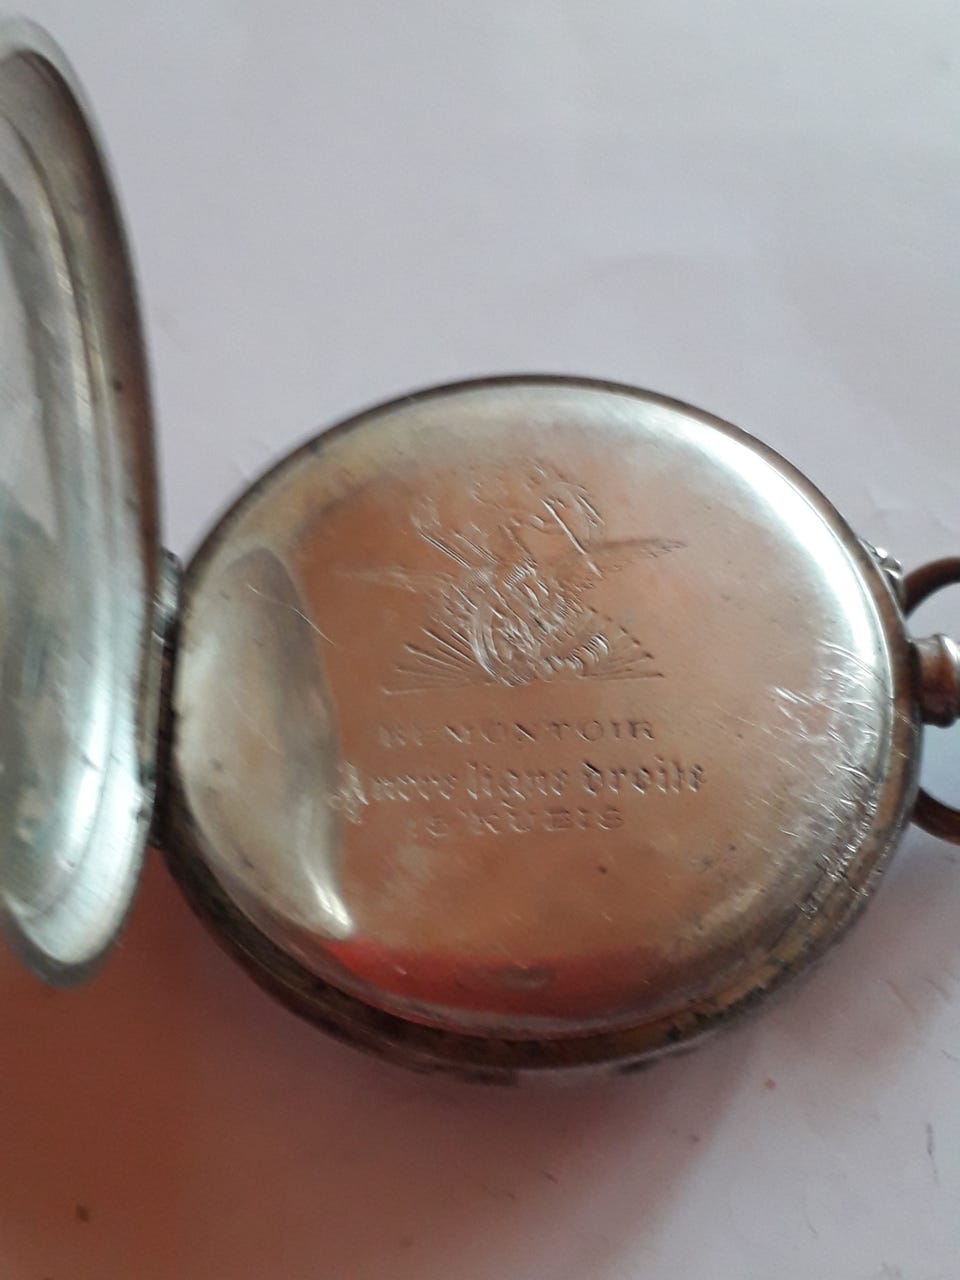 REMONTOIR
Ancre ligne droite
15 RUBIS